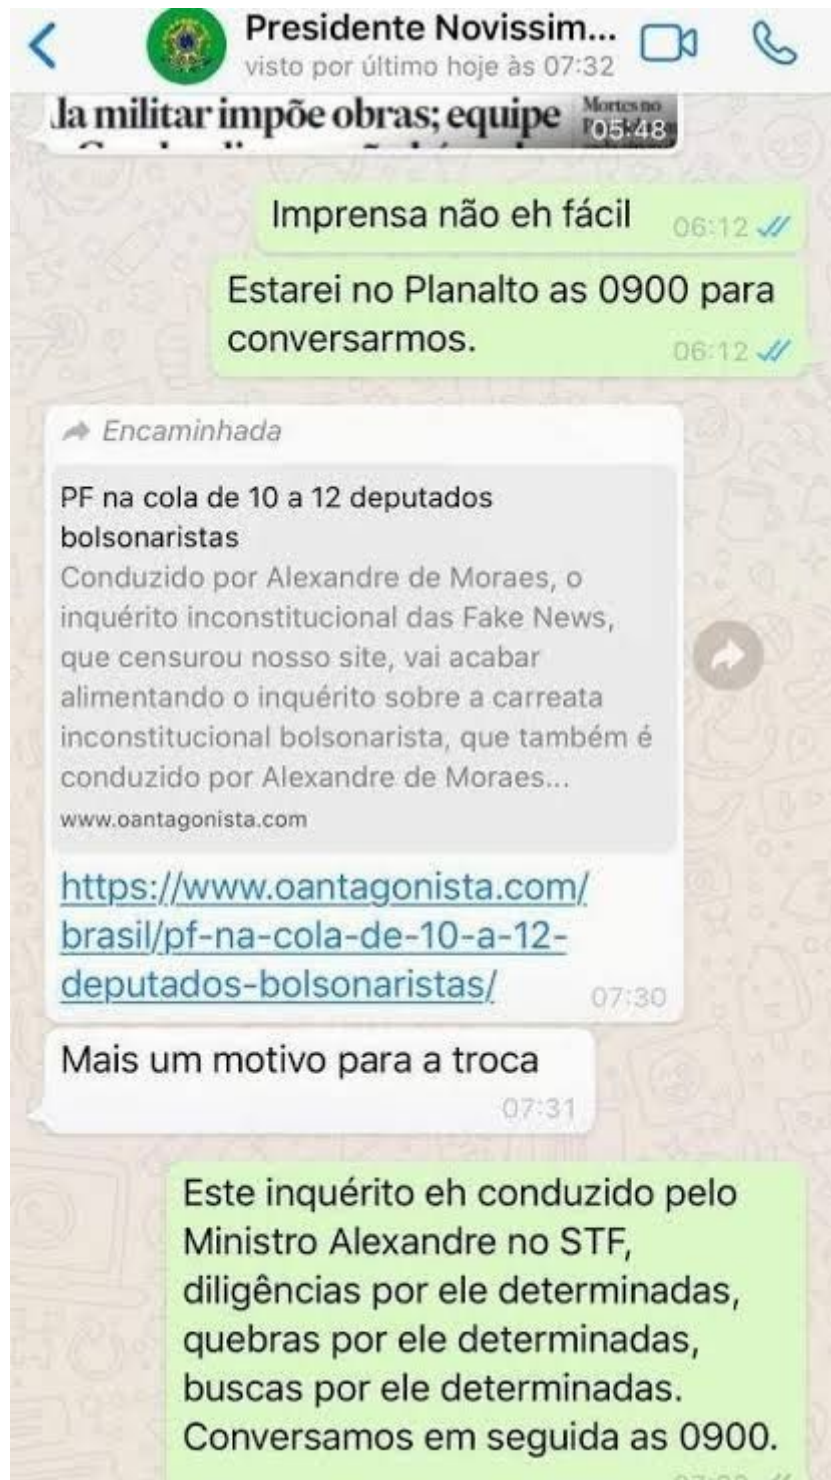 Presidente Novissim...
visto por último hoje às 07:32
da militar impõe obras; equipe
Mortes no
05:48
Imprensa não eh fácil
06:12
Estarei no Planalto as 0900 para
conversarmos.
06:12
Encaminhada
PF na cola de 10 a 12 deputados
bolsonaristas
Conduzido por Alexandre de Moraes, o
inquérito inconstitucional das Fake News,
que censurou nosso site, vai acabar
alimentando o inquérito sobre a carreata
inconstitucional bolsonarista, que também é
conduzido por Alexandre de Moraes...
www.oantagonista.com
https://www.oantagonista.com/
brasil/pf-na-cola-de-10-a-12-
deputados-bolsonaristas/
07:30
Mais um motivo para a troca
07:31
Este inquérito eh conduzido pelo
Ministro Alexandre no STF,
diligências por ele determinadas,
quebras por ele determinadas,
buscas por ele determinadas.
Conversamos em seguida as 0900.